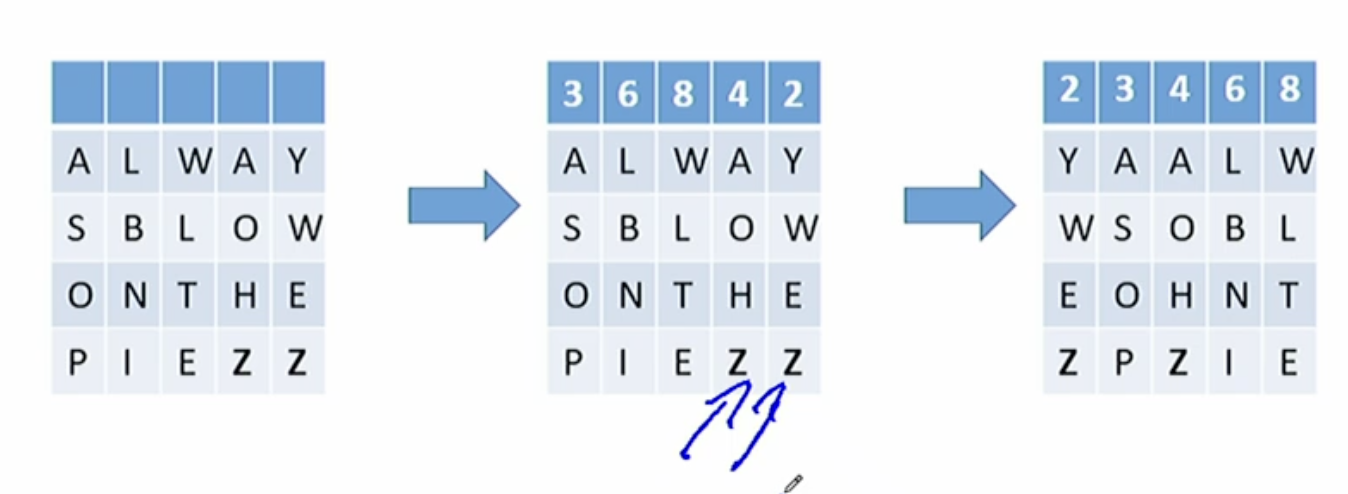 A L W A Y
S B L O W
O N T H E
P I E Z Z
3 6 8 4 2
A L W A Y
S B L O W
O N T H E
P I E Z Z
2 3 4 6 8
Y A A L W
W S O B L
E O H N T
Z P Z I E